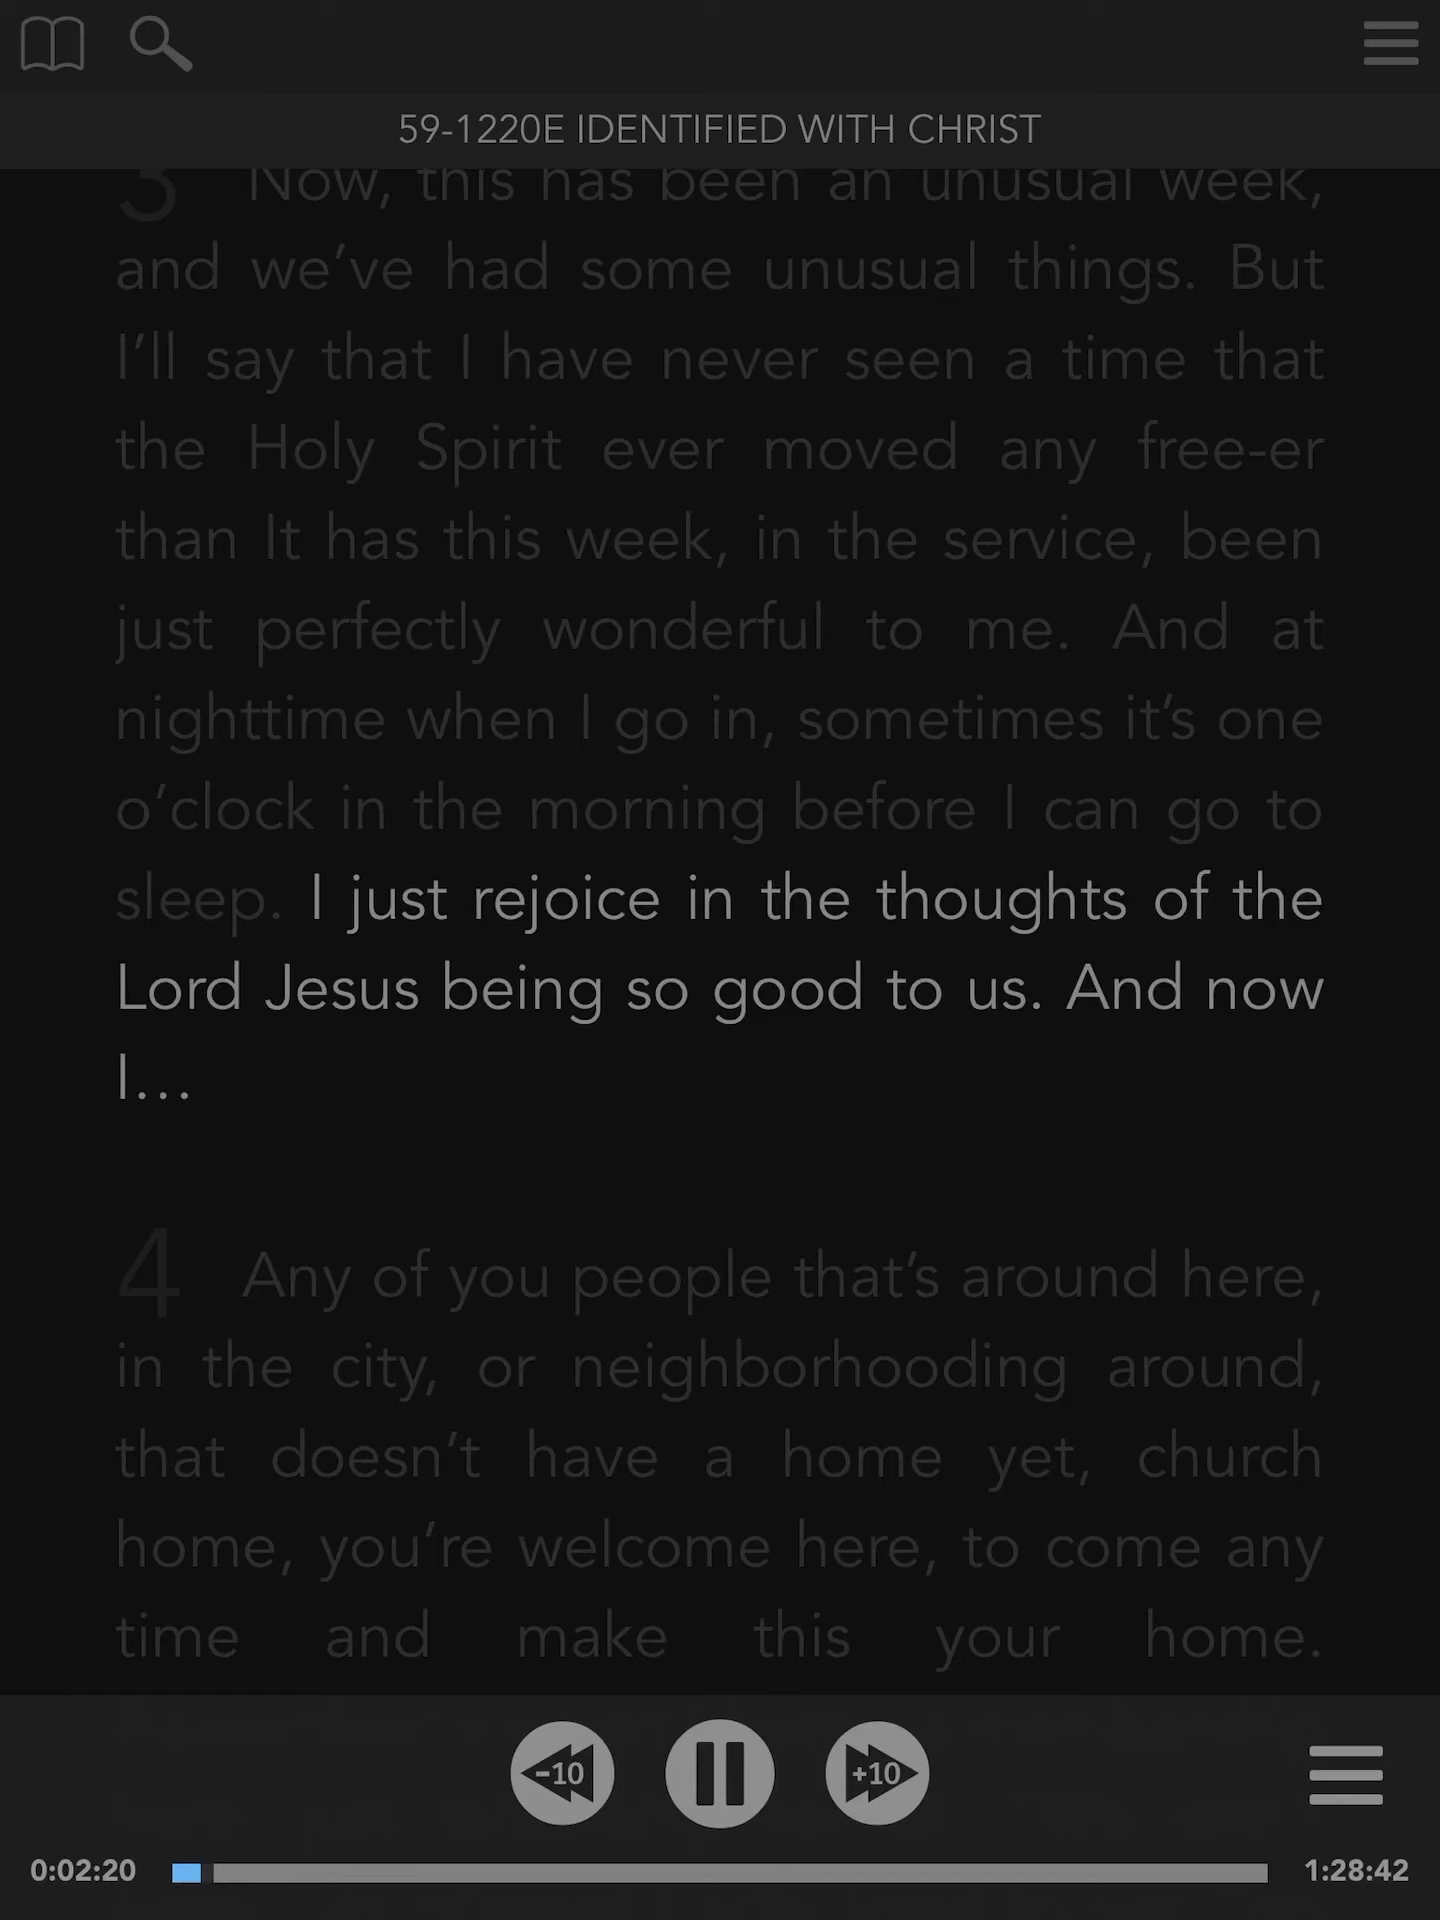 59-1220E IDENTIFIED WITH CHRIST
3 Now, this has been an unusual week,
and we’ve had some unusual things. But
I’ll say that I have never seen a time that
the Holy Spirit ever moved any free-er
than It has this week, in the service, been
just perfectly wonderful to me. And at
nighttime when I go in, sometimes it’s one
o’clock in the morning before I can go to
sleep. I just rejoice in the thoughts of the
Lord Jesus being so good to us. And now
I…
4 Any of you people that’s around here,
in the city, or neighborhooding around,
that doesn’t have a home yet, church
home, you’re welcome here, to come any
time and make this your home.
-10 +10
0:02:20 1:28:42